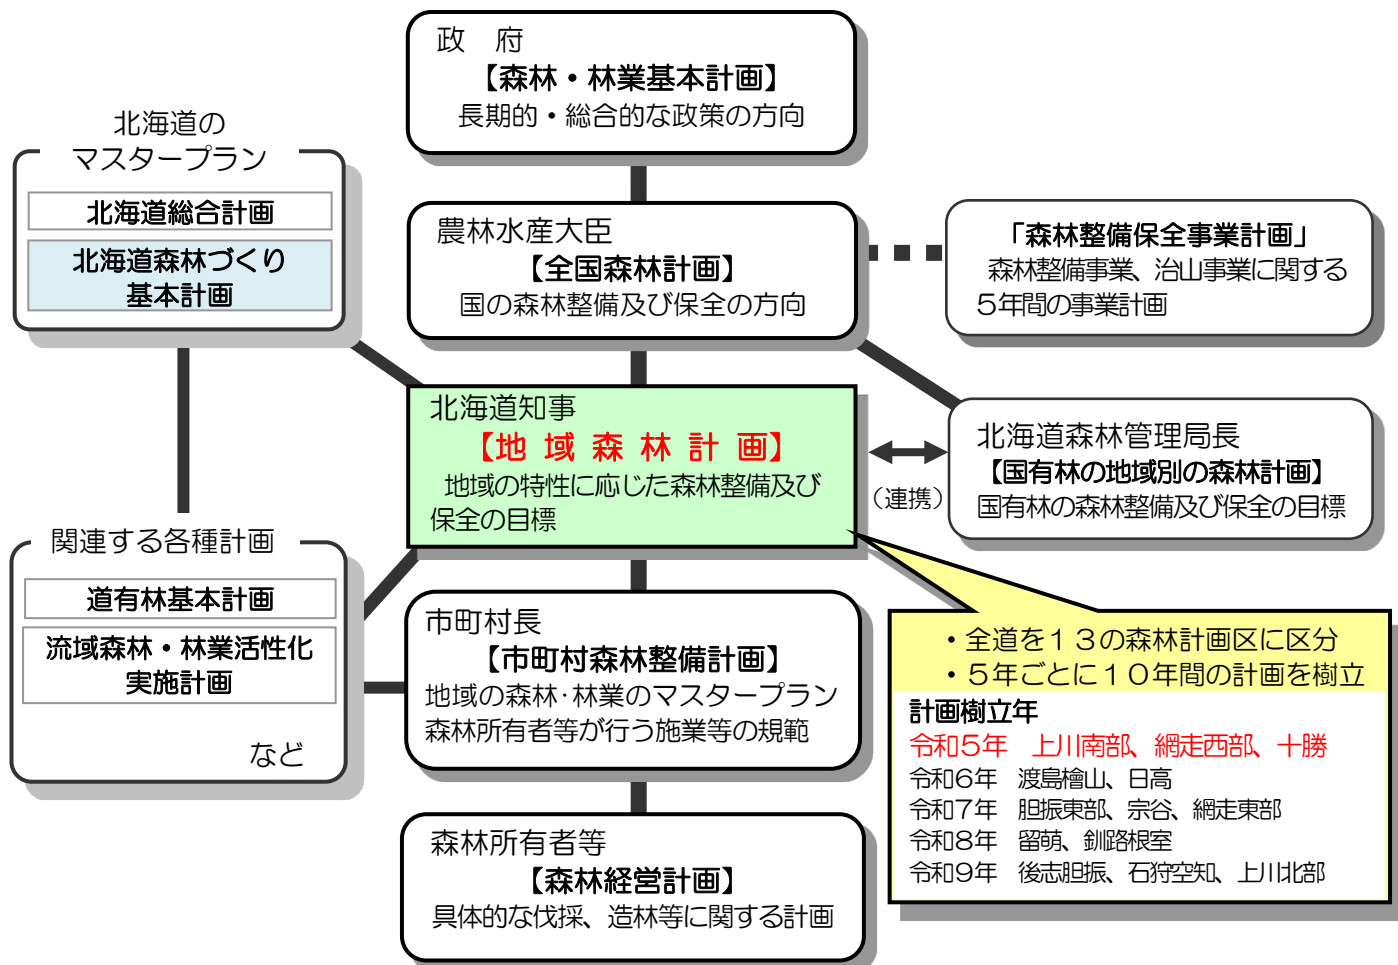 政　府
【森林・林業基本計画】
長期的・総合的な政策の方向
北海道の
マスタープラン
北海道総合計画
北海道森林づくり
基本計画
農林水産大臣
【全国森林計画】
国の森林整備及び保全の方向
「森林整備保全事業計画」
森林整備事業、治山事業に関する
５年間の事業計画
北海道知事
【地 域 森 林 計 画】
地域の特性に応じた森林整備及び
保全の目標
（連携）
北海道森林管理局長
【国有林の地域別の森林計画】
国有林の森林整備及び保全の目標
関連する各種計画
道有林基本計画
流域森林・林業活性化
実施計画
など
市町村長
【市町村森林整備計画】
地域の森林･林業のマスタープラン
森林所有者等が行う施業等の規範
・全道を１３の森林計画区に区分
・５年ごとに１０年間の計画を樹立
計画樹立年
令和５年　上川南部、網走西部、十勝
令和６年　渡島檜山、日高
令和７年　胆振東部、宗谷、網走東部
令和８年　留萌、釧路根室
令和９年　後志胆振、石狩空知、上川北部
森林所有者等
【森林経営計画】
具体的な伐採、造林等に関する計画